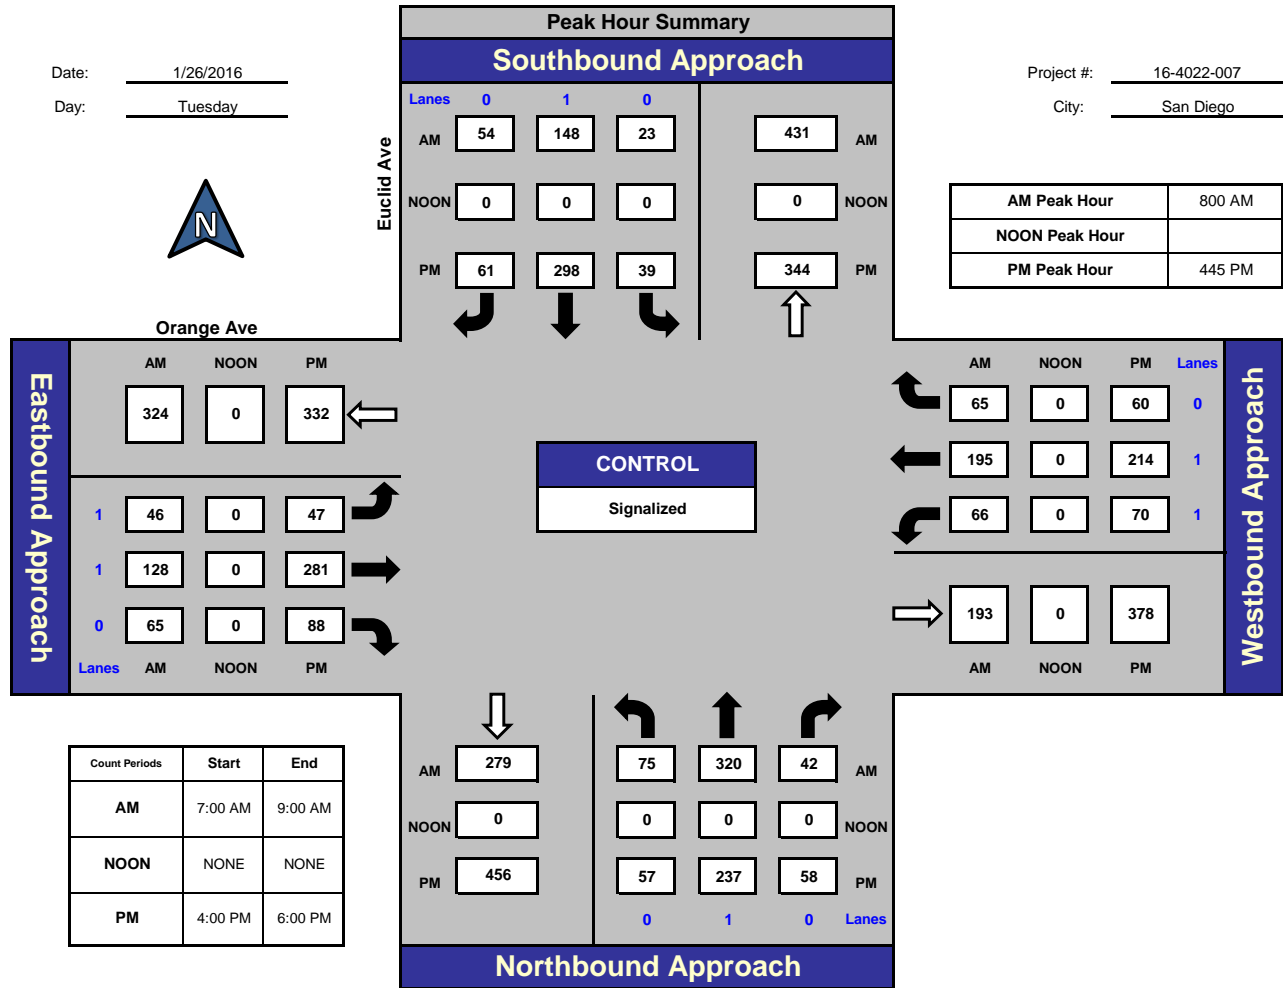 Peak Hour Summary
Southbound Approach
Date: 1/26/2016
Day: Tuesday
Project #: 16-4022-007
City: San Diego
N
Euclid Ave
Lanes 0 1 0
AM 54 148 23 431 AM
NOON 0 0 0 0 NOON
PM 61 298 39 344 PM
AM Peak Hour 800 AM
NOON Peak Hour
PM Peak Hour 445 PM
Orange Ave
Eastbound Approach
AM NOON PM
324 0 332
1 46 0 47
1 128 0 281
0 65 0 88
Lanes AM NOON PM
CONTROL
Signalized
AM NOON PM Lanes
65 0 60 0
195 0 214 1
66 0 70 1
193 0 378
AM NOON PM
Westbound Approach
Count Periods Start End
AM 7:00 AM 9:00 AM
NOON NONE NONE
PM 4:00 PM 6:00 PM
AM 279 75 320 42 AM
NOON 0 0 0 0 NOON
PM 456 57 237 58 PM
0 1 0 Lanes
Northbound Approach